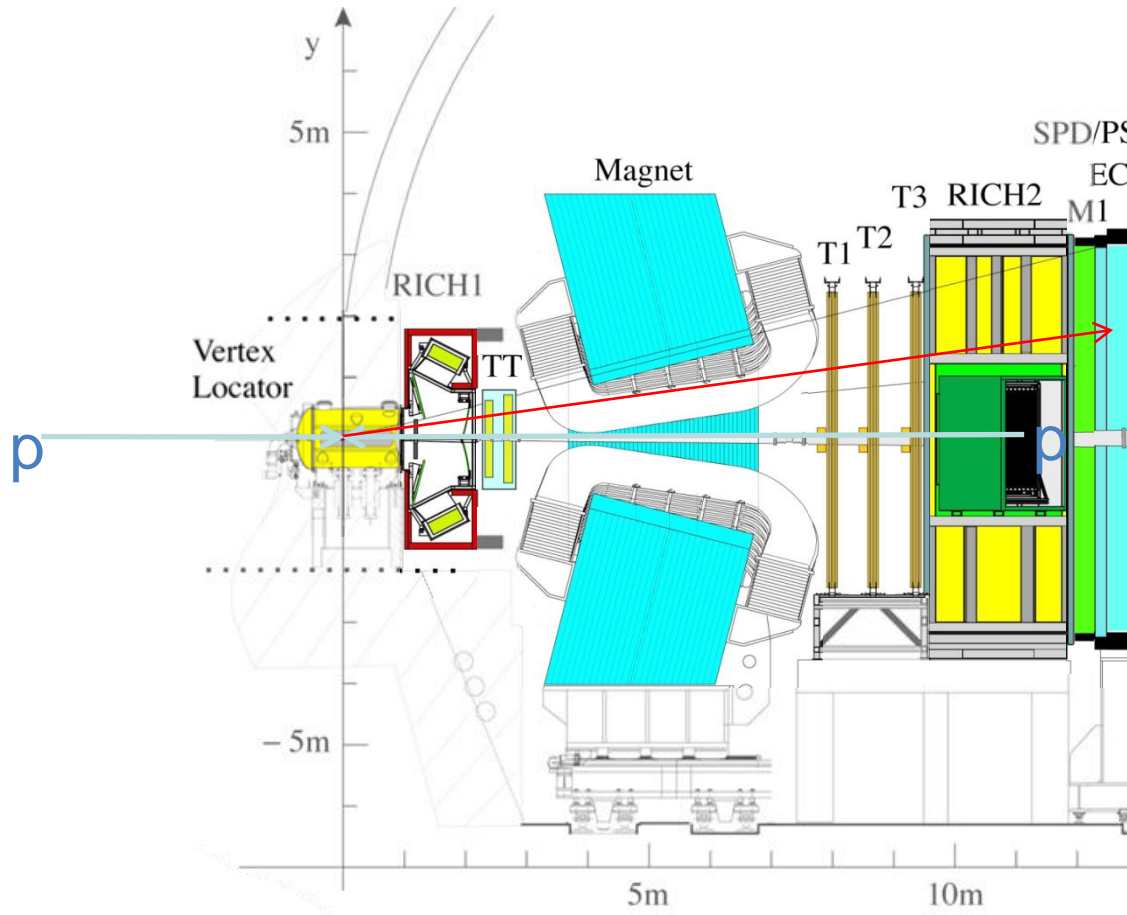 y
5m
SPD/PS
Magnet
EC
T3 RICH2
M1
T1
T2
RICH1
Vertex
Locator
TT
p
p
– 5m
5m
10m